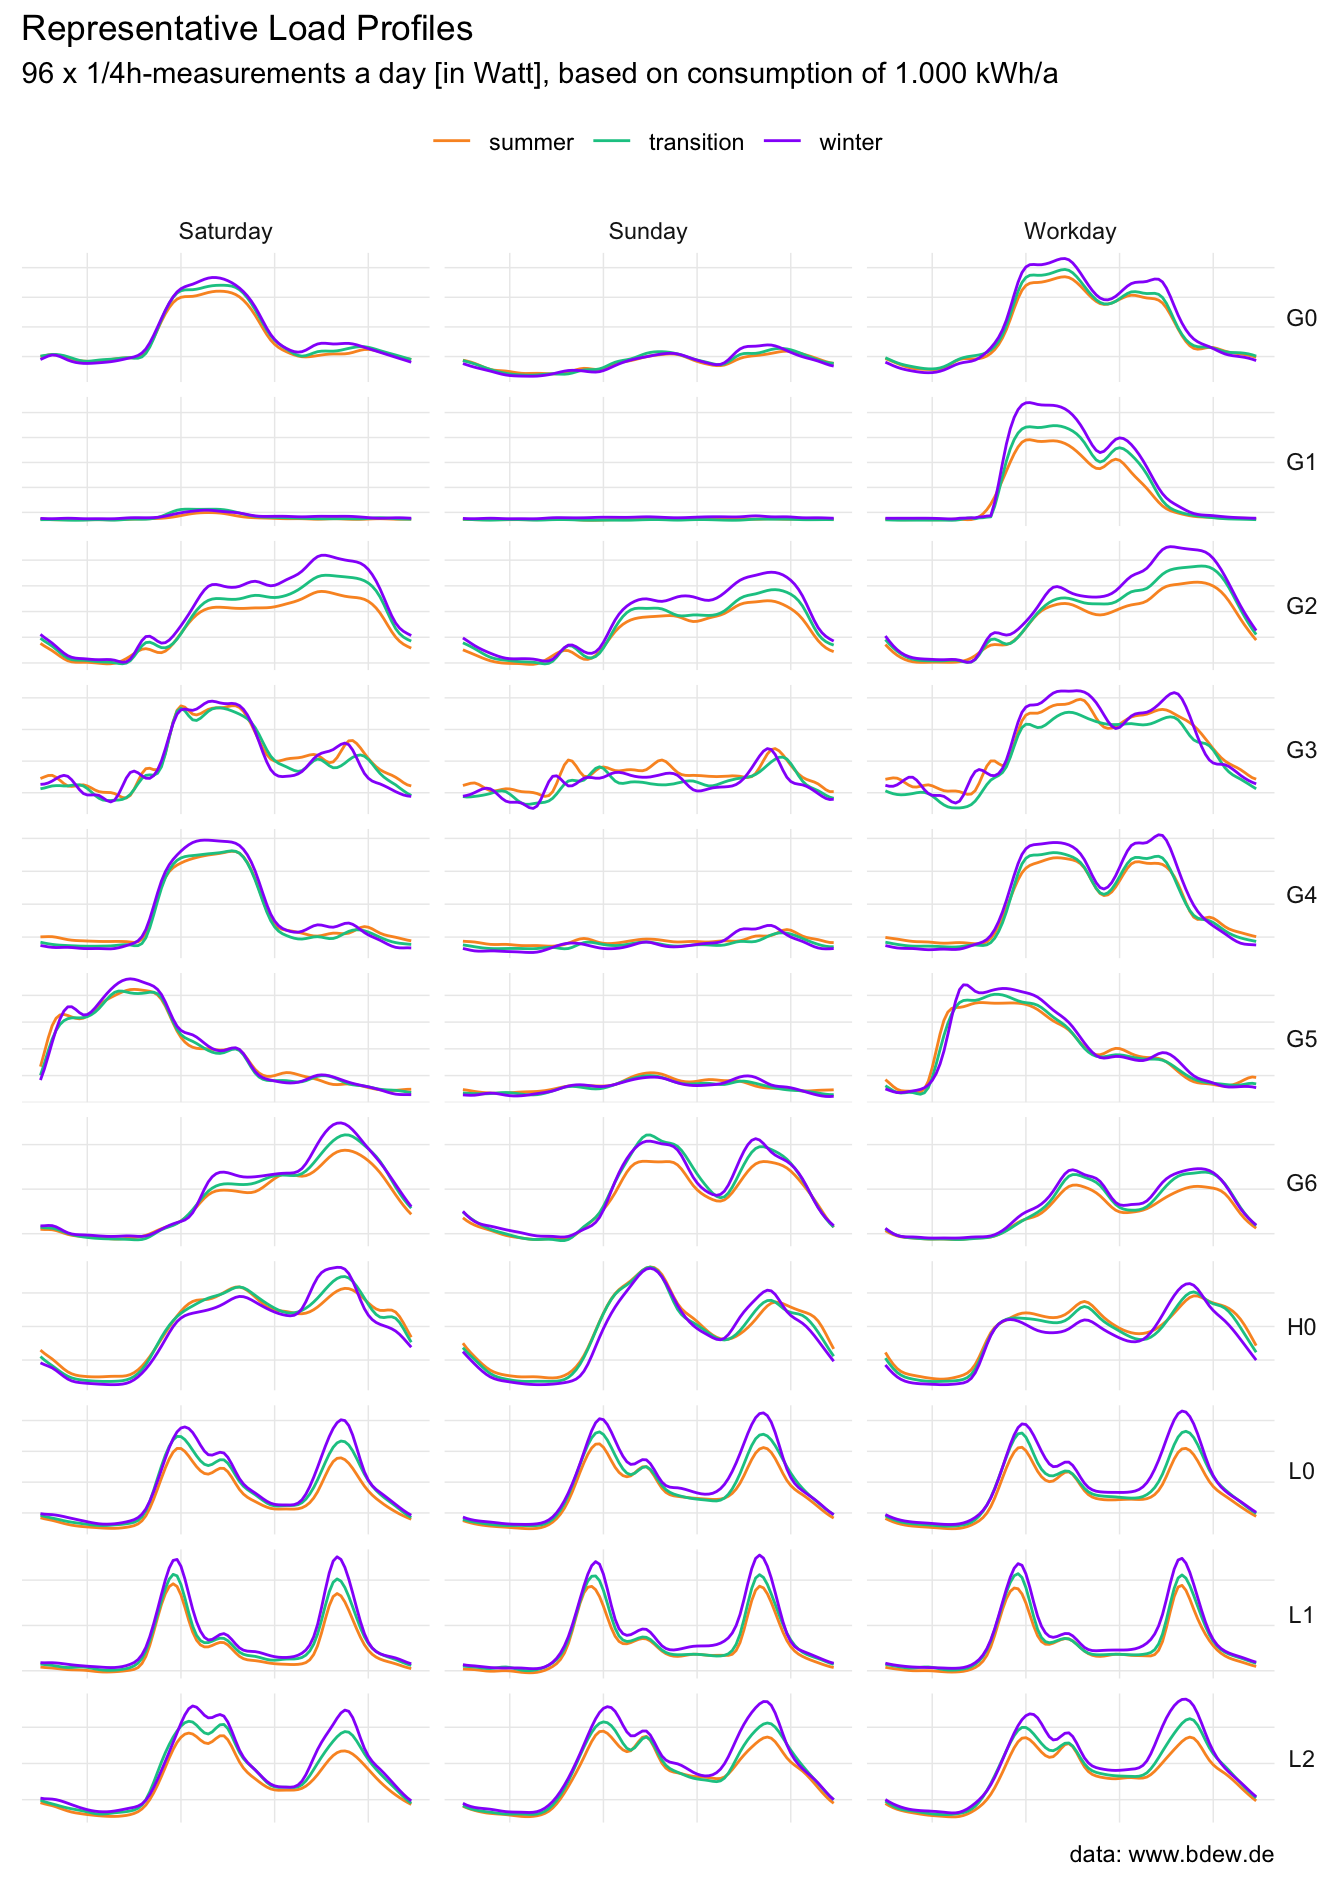 Representative Load Profiles
96 x 1/4h-measurements a day [in Watt], based on consumption of 1.000 kWh/a
summer transition winter
Saturday Sunday Workday
G0
G1
G2
G3
G4
G5
G6
H0
L0
L1
L2
data: www.bdew.de